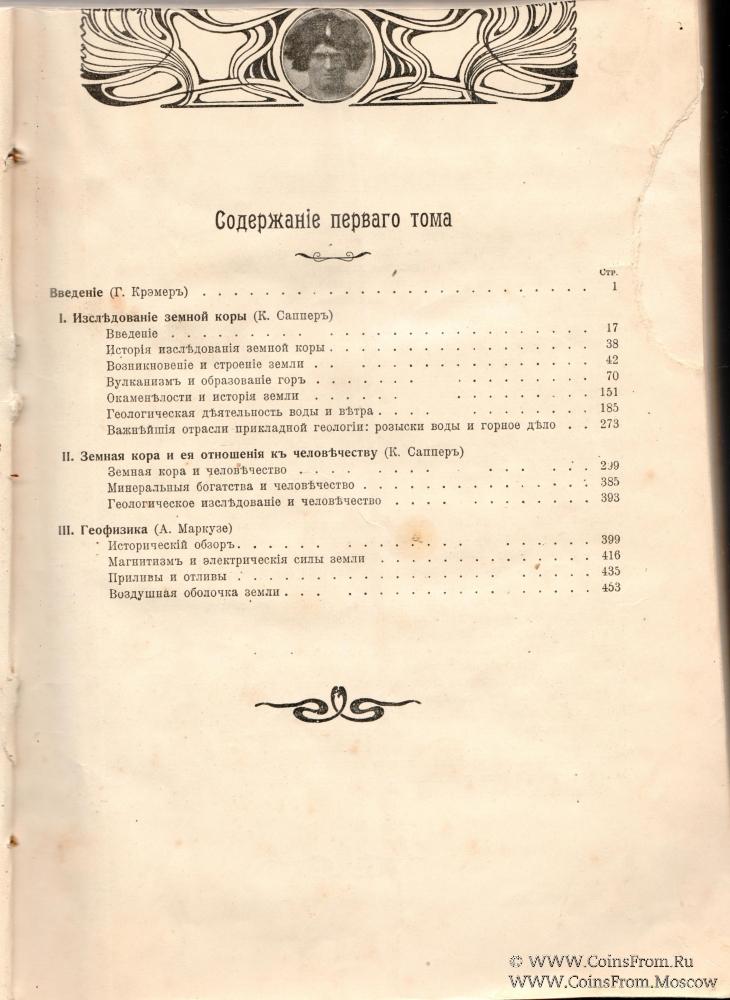 Содержаніе перваго тома
Стр.
Введеніе (Г. Крэмеръ) . . . . . . . . . . . . . . . . . . . . . . . . 1
I. Изслѣдованіе земной коры (К. Сапперъ)
Введеніе . . . . . . . . . . . . . . . . . . . . . . . . 17
Исторія изслѣдованія земной коры . . . . . . . . . . . . . . . . 38
Возникновеніе и строеніе земли . . . . . . . . . . . . . . . . 42
Вулканизмъ и образованіе горъ . . . . . . . . . . . . . . . . 70
Окаменѣлости и исторія земли . . . . . . . . . . . . . . . . 151
Геологическая дѣятельность воды и вѣтра . . . . . . . . . . . . 185
Важнѣйшія отрасли прикладной геологіи: розыски воды и горное дѣло . . 273
II. Земная кора и ея отношенія къ человѣчеству (К. Сапперъ)
Земная кора и человѣчество . . . . . . . . . . . . . . . . 299
Минеральныя богатства и человѣчество . . . . . . . . . . . . . 385
Геологическое изслѣдованіе и человѣчество . . . . . . . . . . . 393
III. Геофизика (А. Маркузе)
Историческій обзоръ . . . . . . . . . . . . . . . . . . . . 399
Магнитизмъ и электрическія силы земли . . . . . . . . . . . . 416
Приливы и отливы . . . . . . . . . . . . . . . . . . . . 435
Воздушная оболочка земли . . . . . . . . . . . . . . . . . 453
© WWW.CoinsFrom.Ru
WWW.CoinsFrom.Moscow